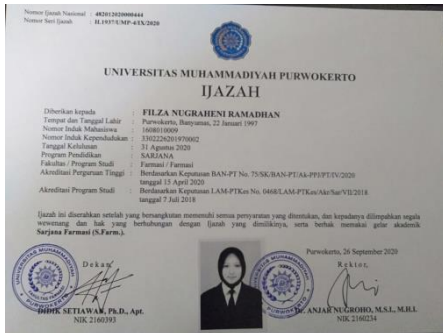 Nomor Ijazah Nasional : 482012020000444
Nomor Seri Ijazah : H.1937/UMP-6/IX/2020
UNIVERSITAS MUHAMMADIYAH PURWOKERTO
IJAZAH
Diberikan kepada : FILZA NUGRAHENI RAMADHAN
Tempat dan Tanggal Lahir : Purwokerto, Banyumas, 22 Januari 1997
Nomor Induk Mahasiswa : 1608010009
Nomor Induk Kependudukan : 3302226201970002
Tanggal Kelulusan : 31 Agustus 2020
Program Pendidikan : SARJANA
Fakultas / Program Studi : Farmasi / Farmasi
Akreditasi Perguruan Tinggi : Berdasarkan Keputusan BAN-PT No. 75/SK/BAN-PT/Ak-PPJ/PT/IV/2020
tanggal 15 April 2020
Akreditasi Program Studi : Berdasarkan Keputusan LAM-PTKes No. 0468/LAM-PTKes/Akr/Sar/VII/2018
tanggal 7 Juli 2018
Ijazah ini diserahkan setelah yang bersangkutan memenuhi semua persyaratan yang ditentukan, dan kepadanya dilimpahkan segala
wewenang dan hak yang berhubungan dengan Ijazah yang dimilikinya, serta berhak memakai gelar akademik
Sarjana Farmasi (S.Farm.).
Purwokerto, 26 September 2020
Dekan,
Rektor,
DIDIK SETIAWAN, Ph.D., Apt.
NIK 2160393
ANJAR NUGROHO, M.S.I., M.H.I.
NIK 2160234